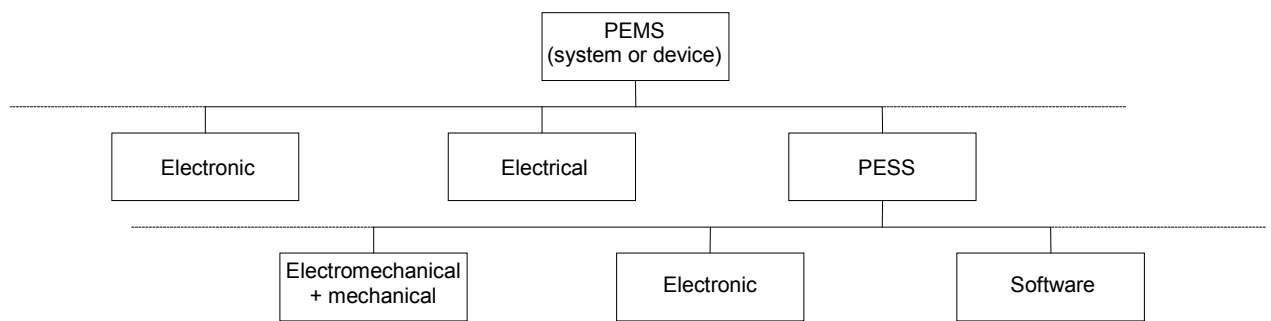 PEMS
(system or device)
Electronic
Electrical
PESS
Electromechanical
+ mechanical
Electronic
Software